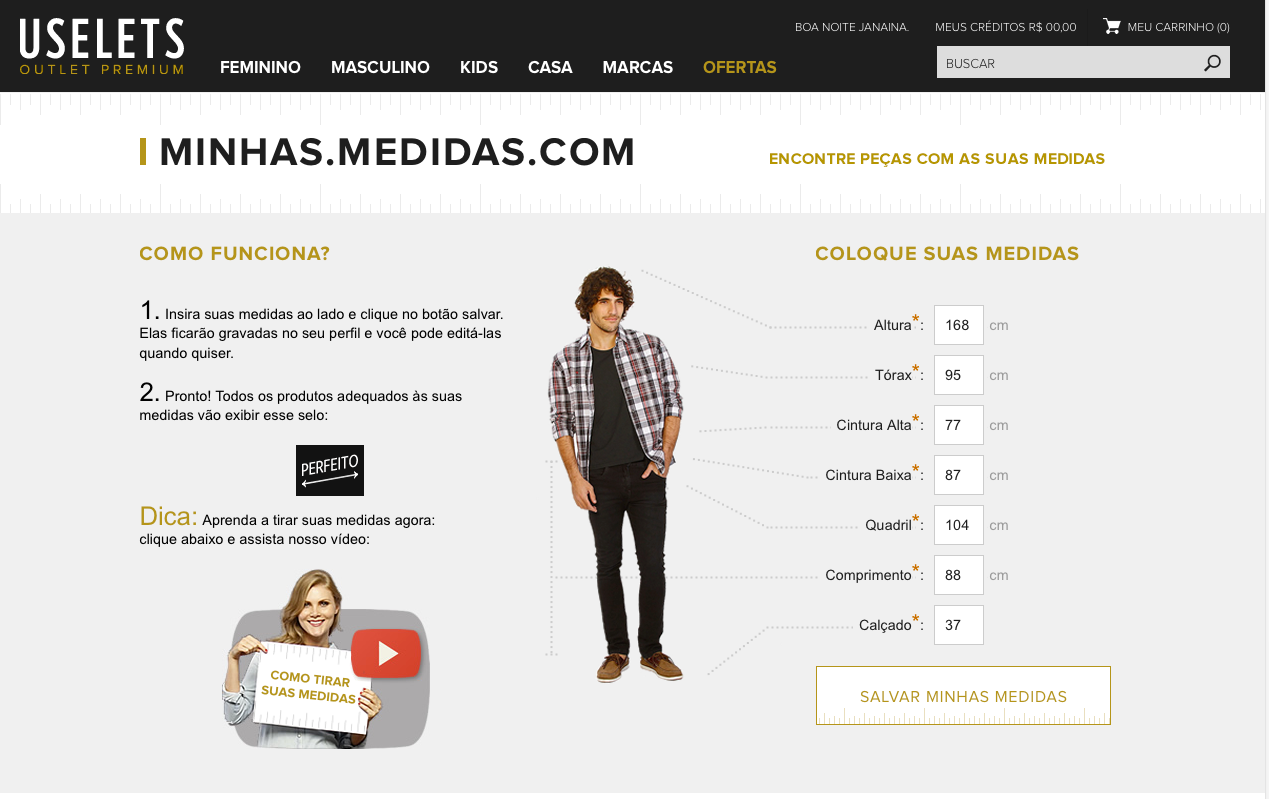 USELETS
OUTLET PREMIUM
BOA NOITE JANAINA. MEUS CRÉDITOS R$ 00,00 MEU CARRINHO (0)
FEMININO MASCULINO KIDS CASA MARCAS OFERTAS
BUSCAR
MINHAS.MEDIDAS.COM
ENCONTRE PEÇAS COM AS SUAS MEDIDAS
COMO FUNCIONA?
1. Insira suas medidas ao lado e clique no botão salvar.
Elas ficarão gravadas no seu perfil e você pode editá-las
quando quiser.
2. Pronto! Todos os produtos adequados às suas
medidas vão exibir esse selo:
PERFEITO
Dica: Aprenda a tirar suas medidas agora:
clique abaixo e assista nosso vídeo:
COMO TIRAR
SUAS MEDIDAS
COLOQUE SUAS MEDIDAS
Altura*: 168 cm
Tórax*: 95 cm
Cintura Alta*: 77 cm
Cintura Baixa*: 87 cm
Quadril*: 104 cm
Comprimento*: 88 cm
Calçado*: 37
SALVAR MINHAS MEDIDAS